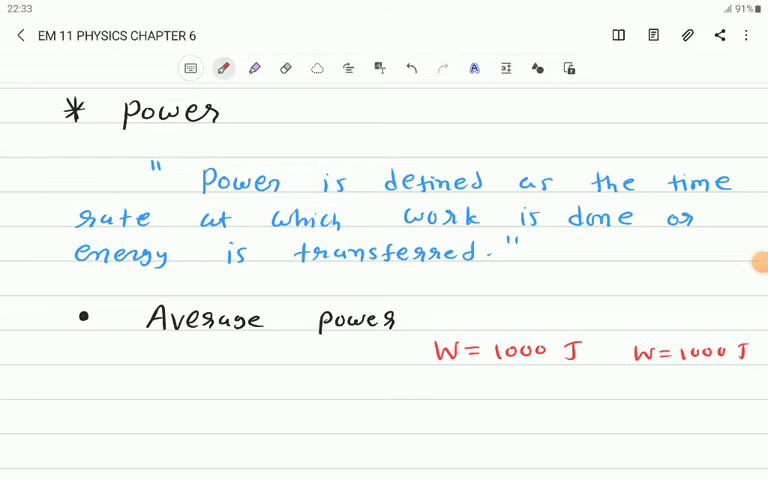 22:33
91%
EM 11 PHYSICS CHAPTER 6
* Power
" Power is defined as the time
rate at which work is done or
energy is transferred."
• Average power
W = 1000 J W = 1000 J